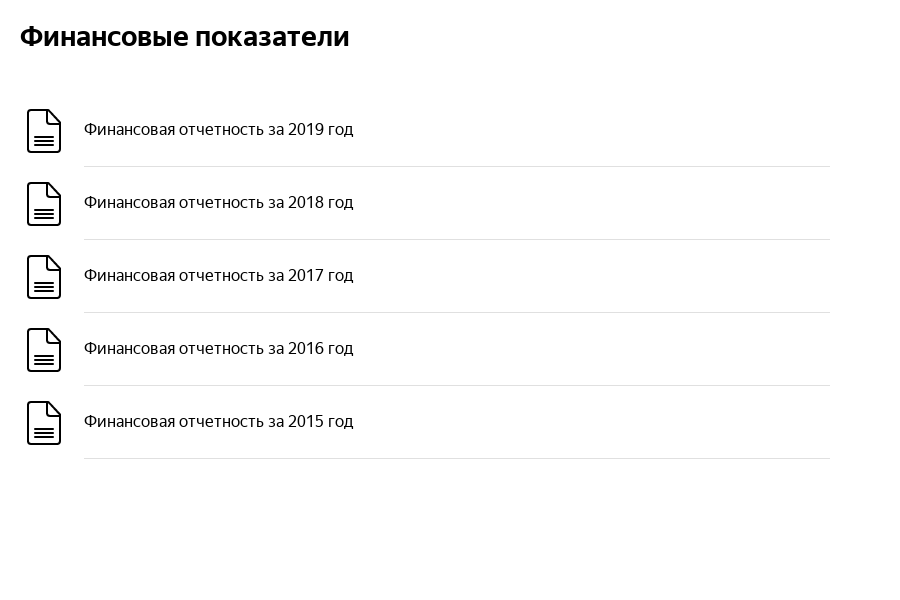 Финансовые показатели
Финансовая отчетность за 2019 год
Финансовая отчетность за 2018 год
Финансовая отчетность за 2017 год
Финансовая отчетность за 2016 год
Финансовая отчетность за 2015 год